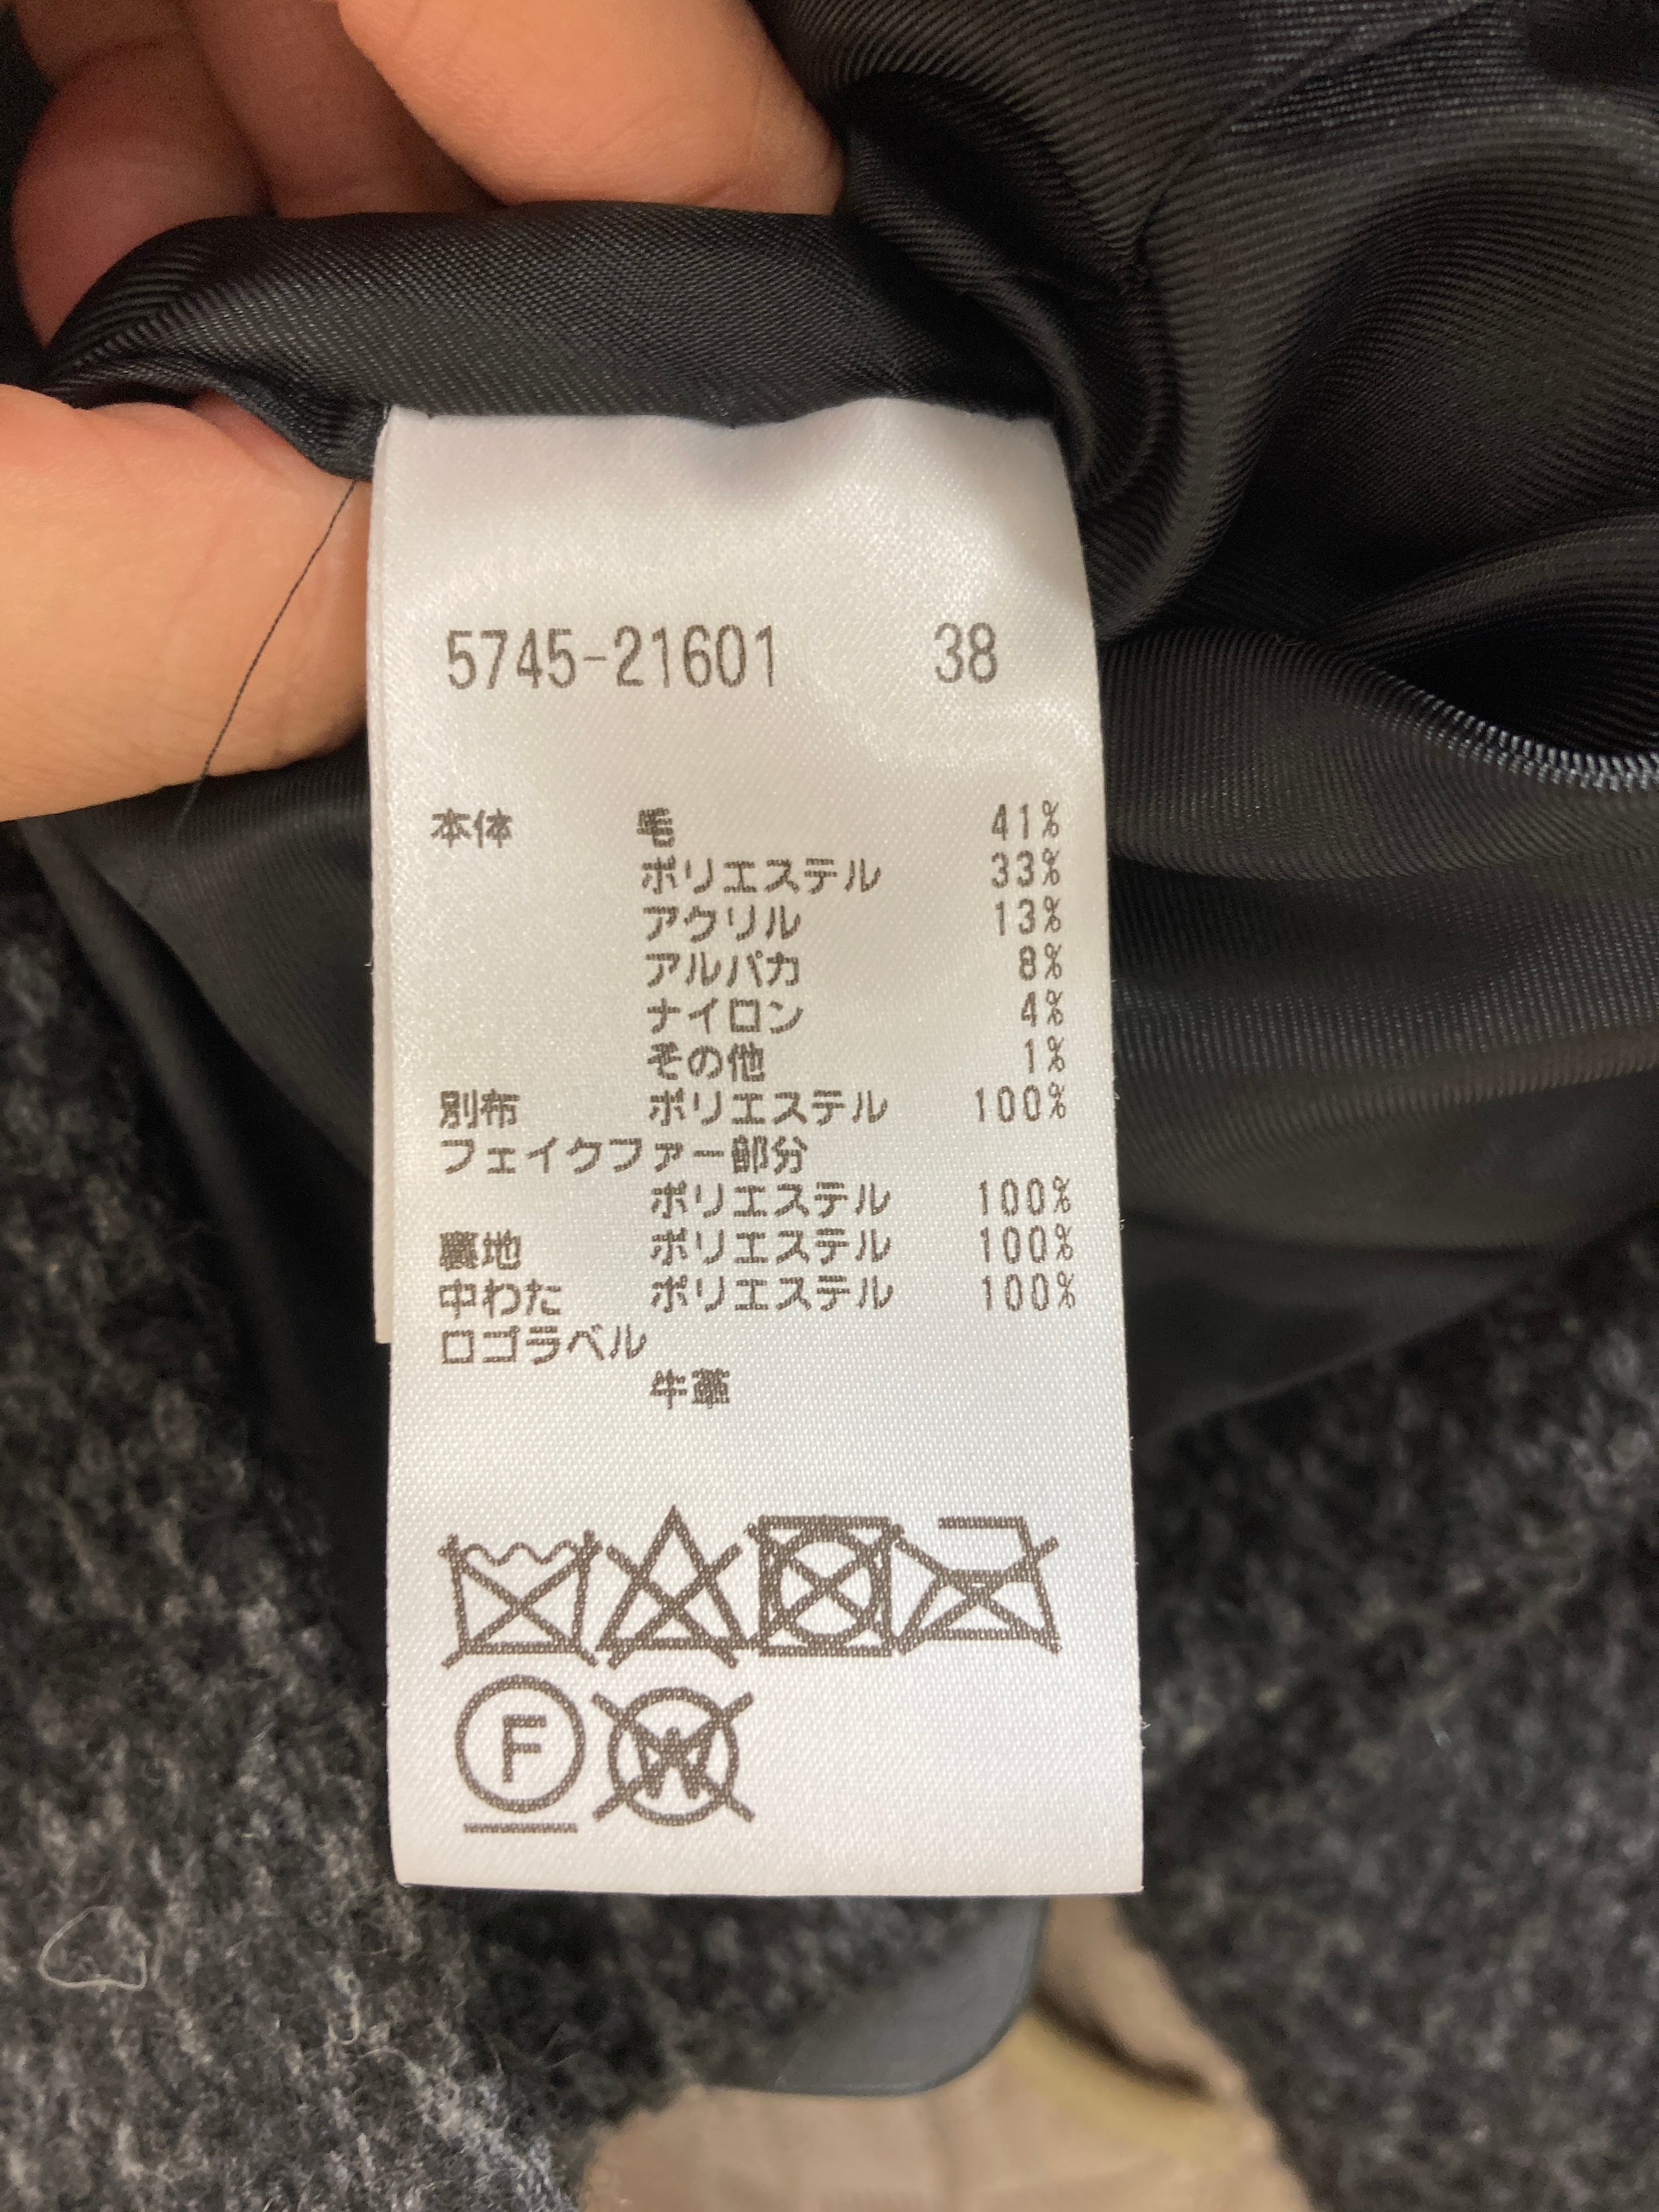 5745-21601 38
本体 毛 41%
ポリエステル 33%
アクリル 13%
アルパカ 8%
ナイロン 4%
その他 1%
別布 ポリエステル 100%
フェイクファー部分
ポリエステル 100%
裏地 ポリエステル 100%
中わた ポリエステル 100%
ロゴラベル
牛革
F W